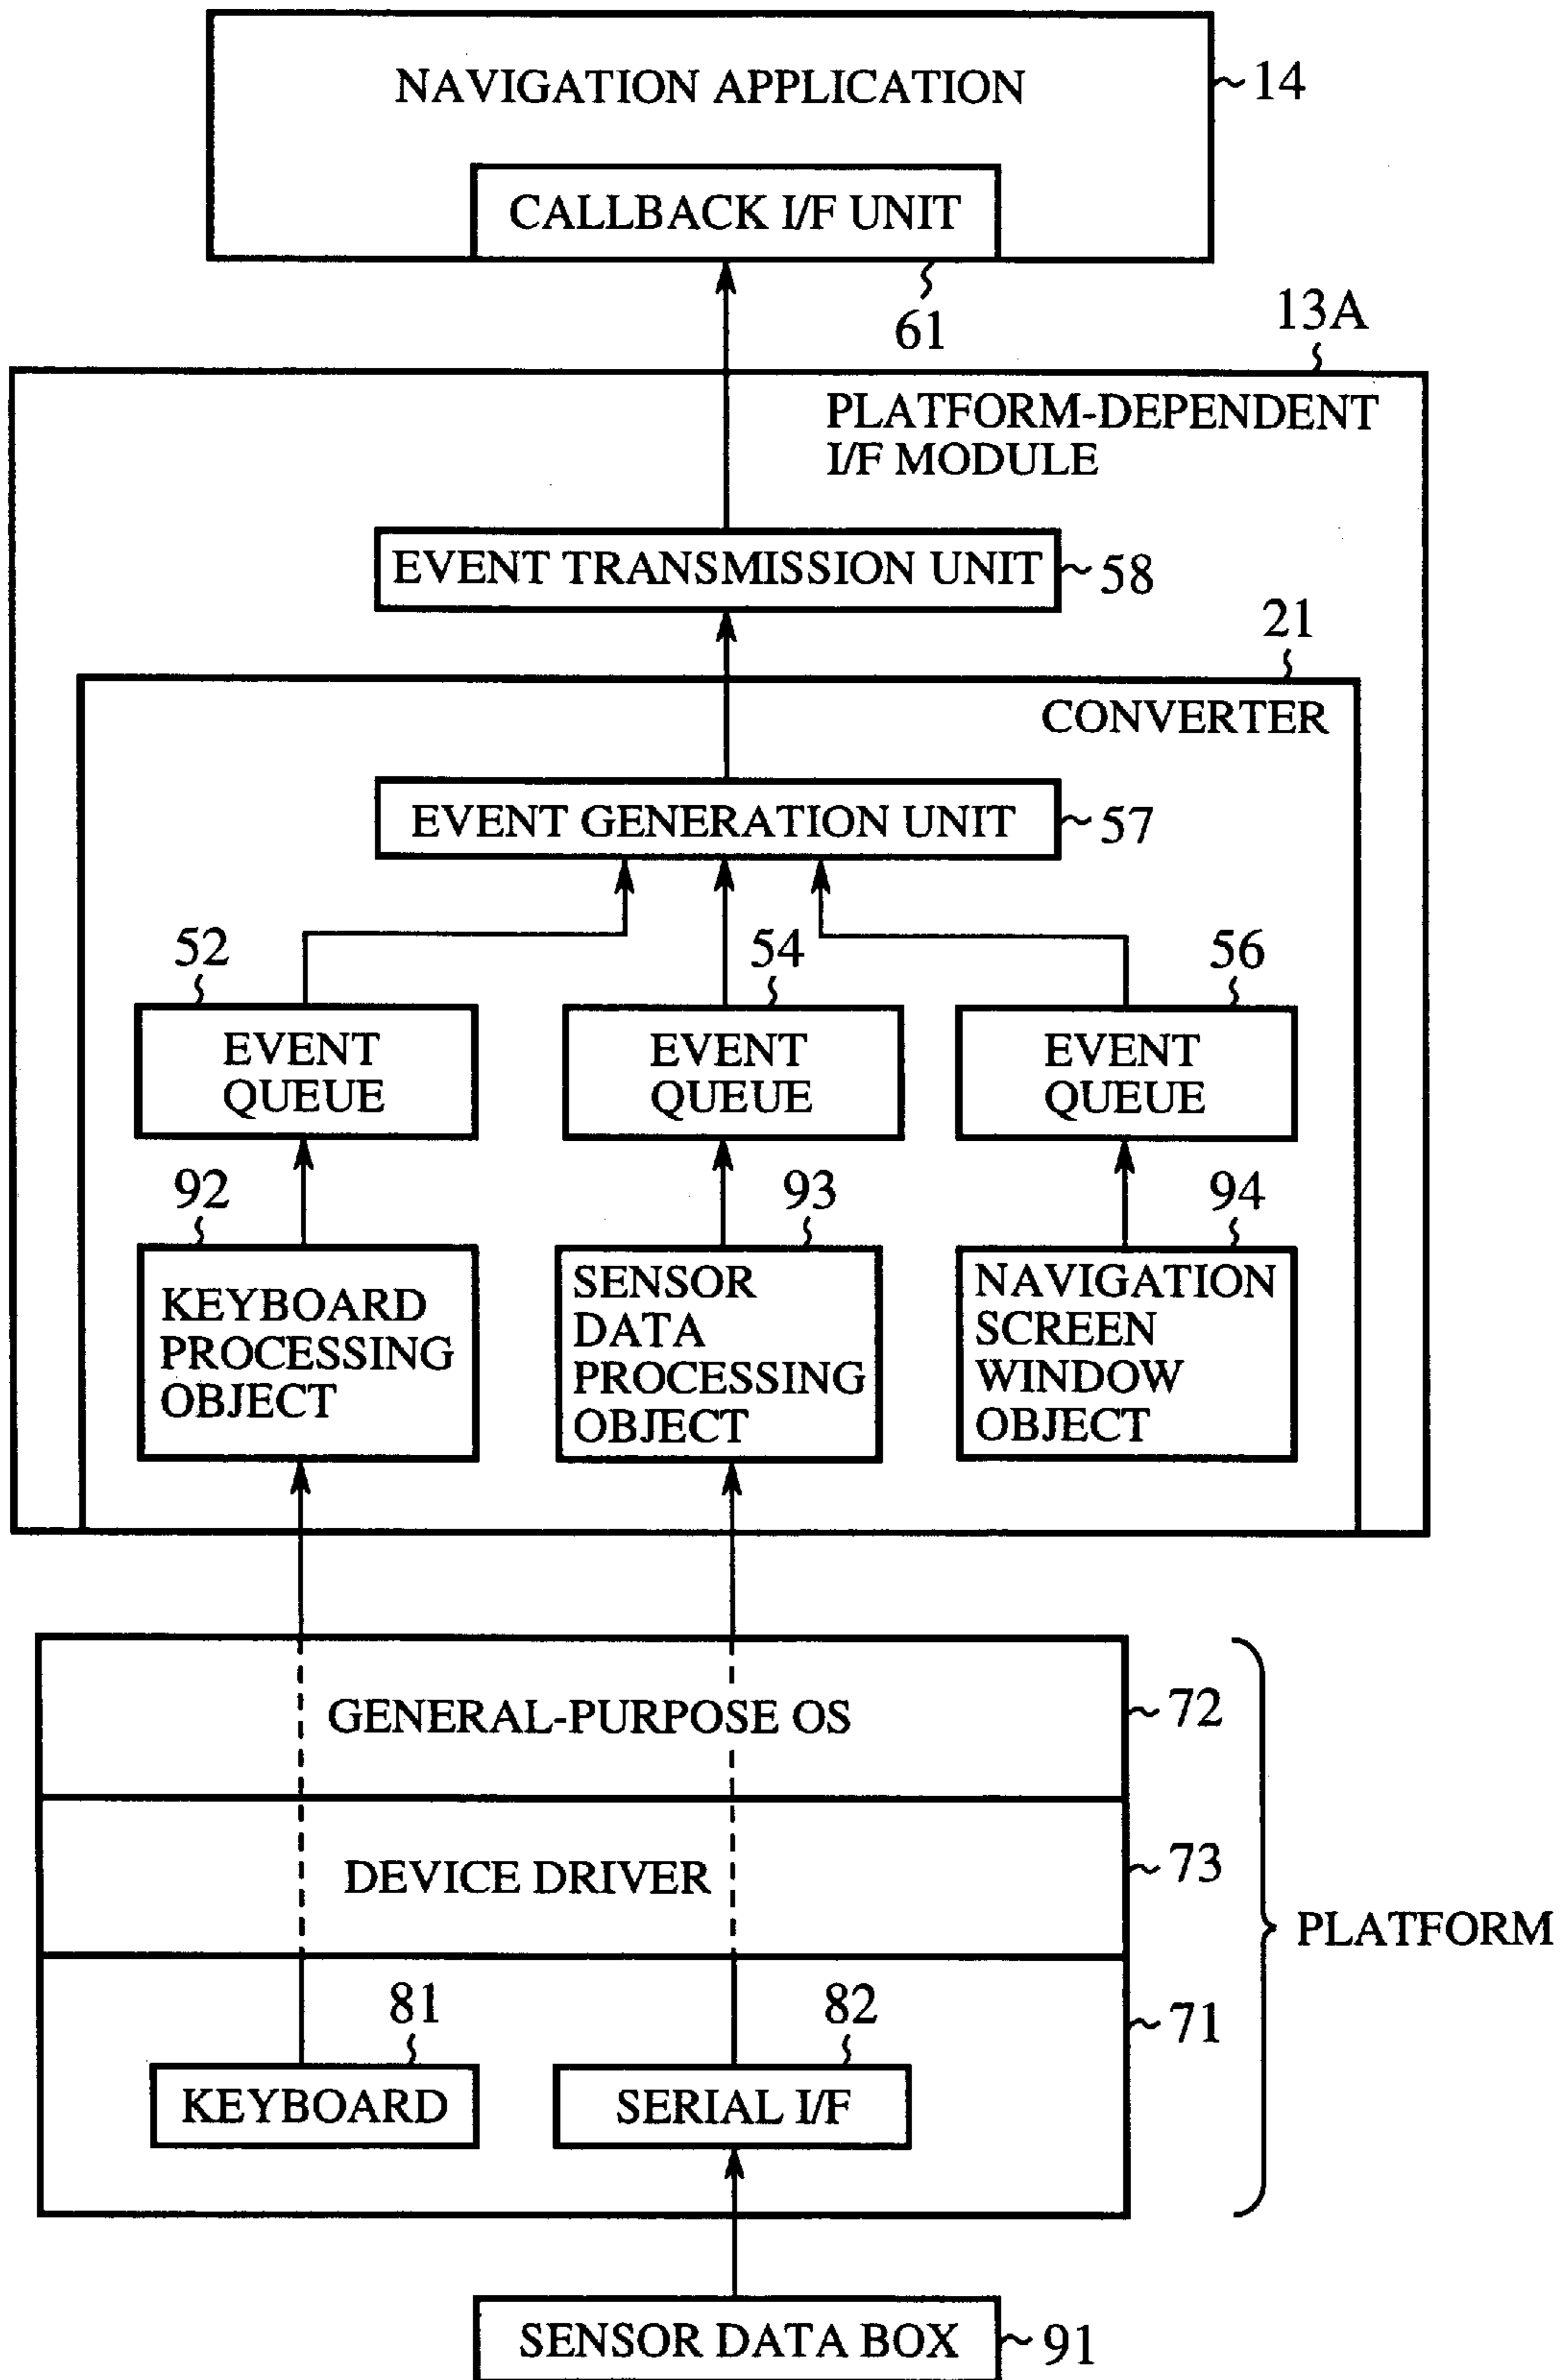 NAVIGATION APPLICATION
14
CALLBACK I/F UNIT
61
13A
PLATFORM-DEPENDENT
I/F MODULE
EVENT TRANSMISSION UNIT
58
21
CONVERTER
EVENT GENERATION UNIT
57
52
54
56
EVENT
QUEUE
EVENT
QUEUE
EVENT
QUEUE
92
93
94
KEYBOARD
PROCESSING
OBJECT
SENSOR
DATA
PROCESSING
OBJECT
NAVIGATION
SCREEN
WINDOW
OBJECT
GENERAL-PURPOSE OS
72
DEVICE DRIVER
73
PLATFORM
81
82
71
KEYBOARD
SERIAL I/F
SENSOR DATA BOX
91